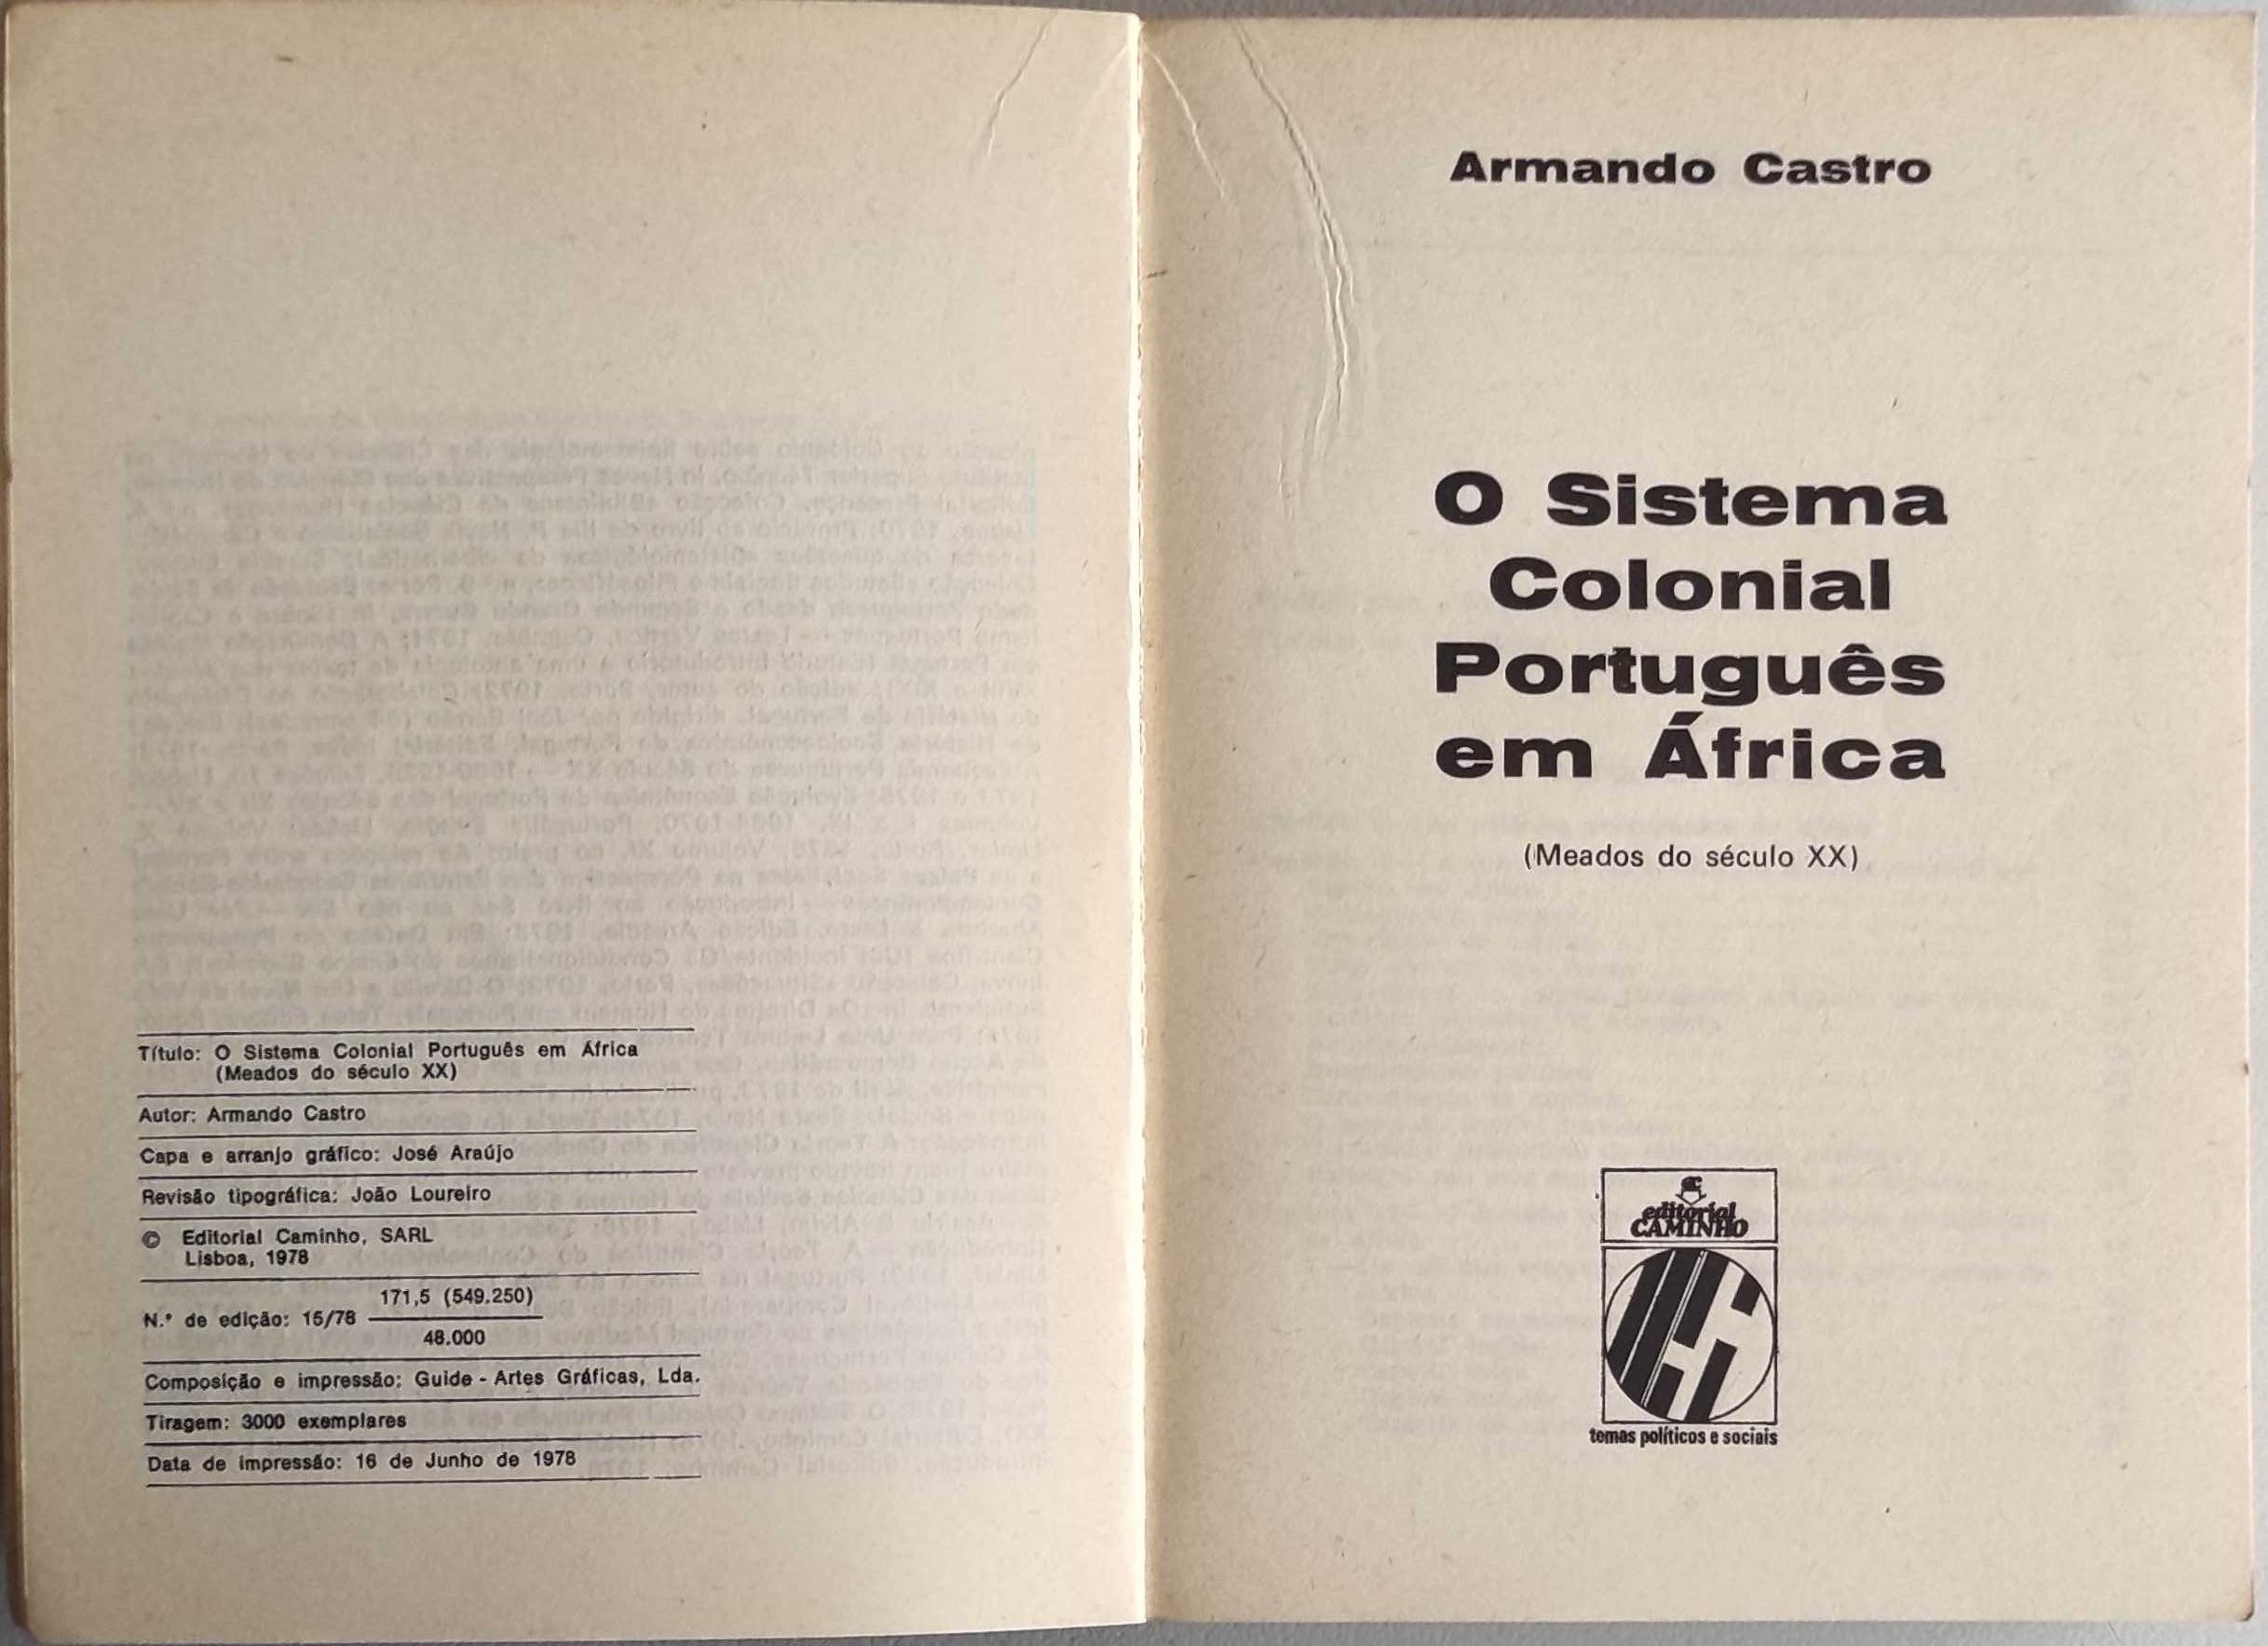 Título: O Sistema Colonial Português em África
(Meados do século XX)
Autor: Armando Castro
Capa e arranjo gráfico: José Araújo
Revisão tipográfica: João Loureiro
© Editorial Caminho, SARL
Lisboa, 1978
171,5 (549.250)
N.º de edição: 15/78
48.000
Composição e impressão: Guide - Artes Gráficas, Lda.
Tiragem: 3000 exemplares
Data de impressão: 16 de Junho de 1978
Armando Castro
O Sistema
Colonial
Português
em África
(Meados do século XX)
editorial
CAMINHO
temas políticos e sociais